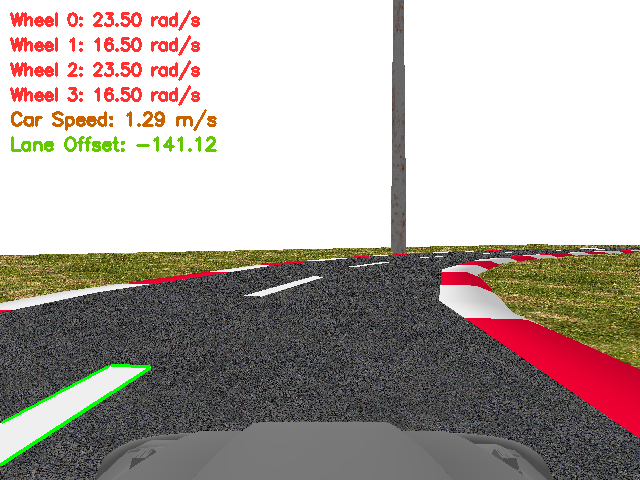 Wheel 0: 23.50 rad/s
Wheel 1: 16.50 rad/s
Wheel 2: 23.50 rad/s
Wheel 3: 16.50 rad/s
Car Speed: 1.29 m/s
Lane Offset: -141.12